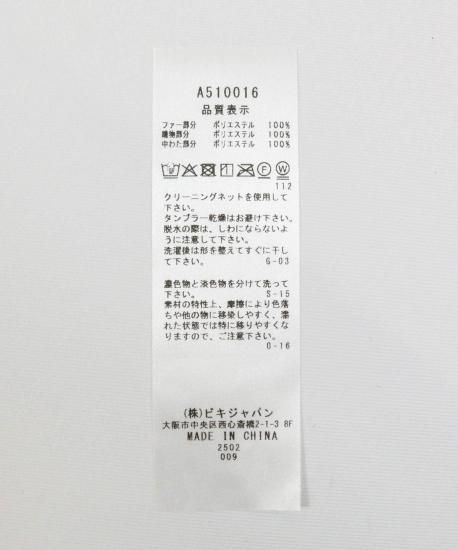 A510016
品質表示
ファー部分 ポリエステル 100%
織物部分 ポリエステル 100%
中わた部分 ポリエステル 100%
112
クリーニングネットを使用して
下さい。
タンブラー乾燥はお避け下さい。
脱水の際は、しわにならないよ
うに注意して下さい。
洗濯後は形を整えてすぐに干し
て下さい。 G-03
濃色物と淡色物を分けて洗って
下さい。 S-15
素材の特性上、摩擦により色落
ちや他の物に移染しやすく、濡
れた状態では特に移りやすくな
りますので、ご注意下さい。
O-16
(株)ビキジャパン
大阪市中央区西心斎橋2-1-3 8F
MADE IN CHINA
2502
009